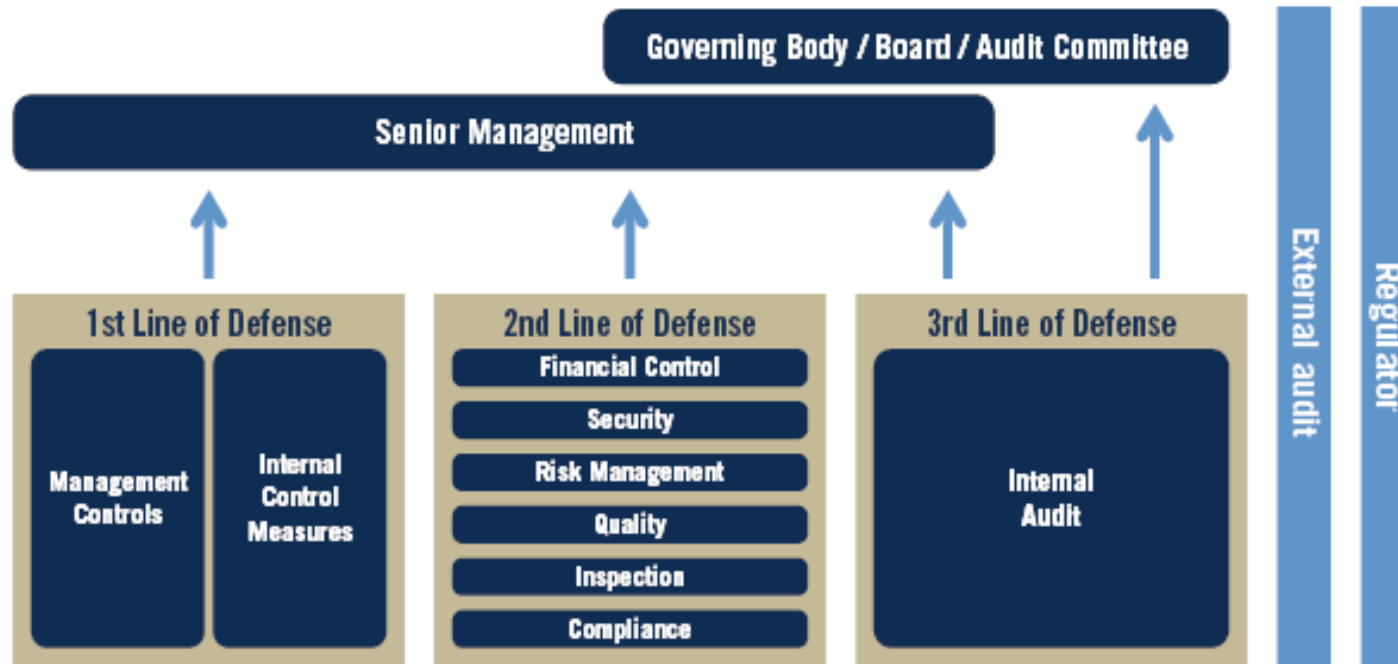 Governing Body / Board / Audit Committee
Senior Management
1st Line of Defense
Management
Controls
Internal
Control
Measures
2nd Line of Defense
Financial Control
Security
Risk Management
Quality
Inspection
Compliance
3rd Line of Defense
Internal
Audit
External audit
Regulator